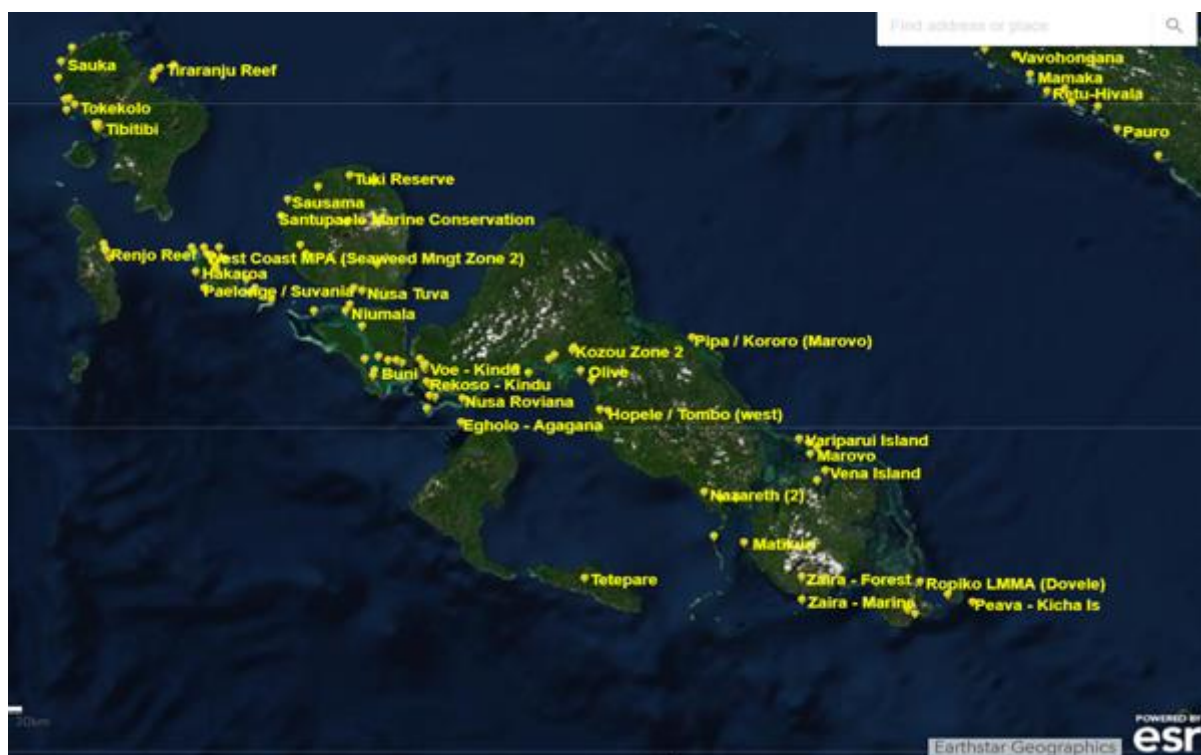 Find address or place
Vavohongana
Sauka
Tiraranju Reef
Mamaka
Retu-Hivala
Tokekolo
Tibitibi
Pauro
Tuki Reserve
Sausama
Santupaele Marine Conservation
Renjo Reef
West Coast MPA (Seaweed Mngt Zone 2)
Hakaroa
Paelonge / Suvania
Nusa Tuva
Niumala
Pipa / Kororo (Marovo)
Kozou Zone 2
Voe - Kindu
Olive
Buni
Rekoso - Kindu
Nusa Roviana
Hopele / Tombo (west)
Egholo - Agagana
Variparui Island
Marovo
Vena Island
Nazareth (2)
Matikuri
Tetepare
Zaira - Forest
Ropiko LMMA (Dovele)
Zaira - Marine
Peava - Kicha Is
POWERED BY
esr
Earthstar Geographics